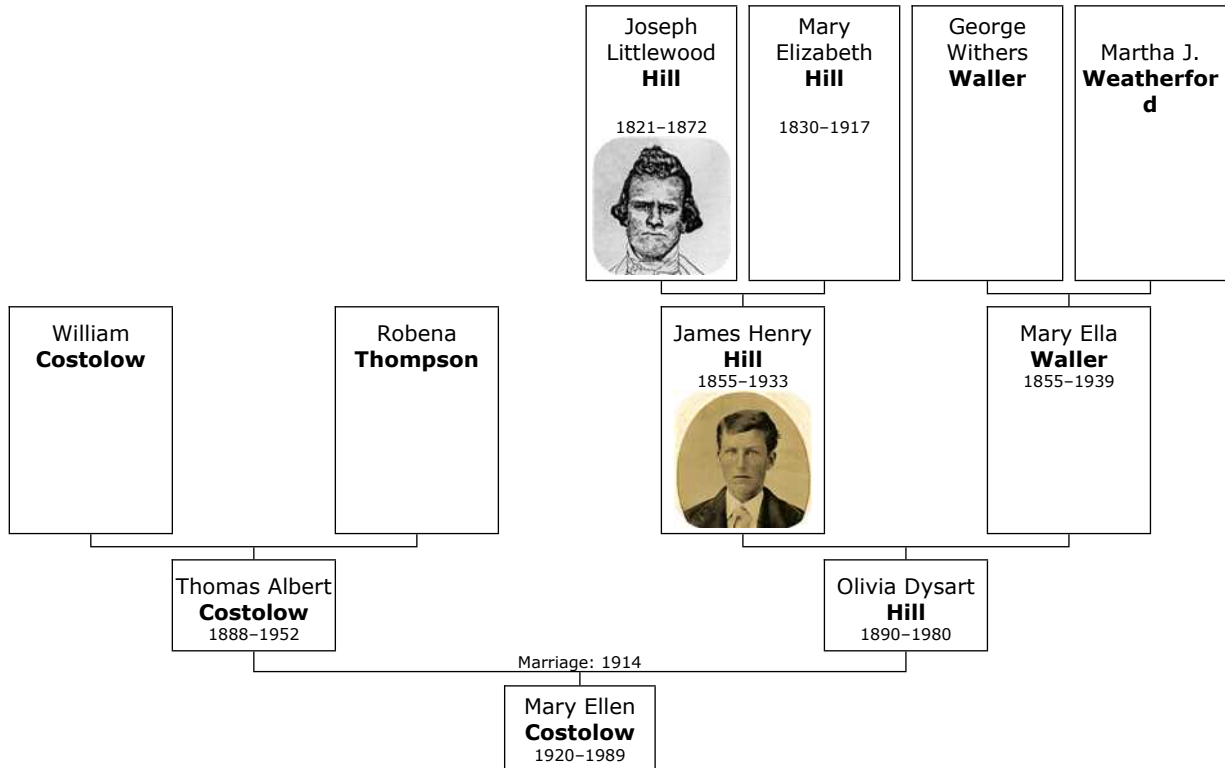 Joseph
Littlewood
Hill
1821–1872
Mary
Elizabeth
Hill
1830–1917
George
Withers
Waller
Martha J.
Weatherfor
d
William
Costolow
Robena
Thompson
James Henry
Hill
1855–1933
Mary Ella
Waller
1855–1939
Thomas Albert
Costolow
1888–1952
Olivia Dysart
Hill
1890–1980
Marriage: 1914
Mary Ellen
Costolow
1920–1989